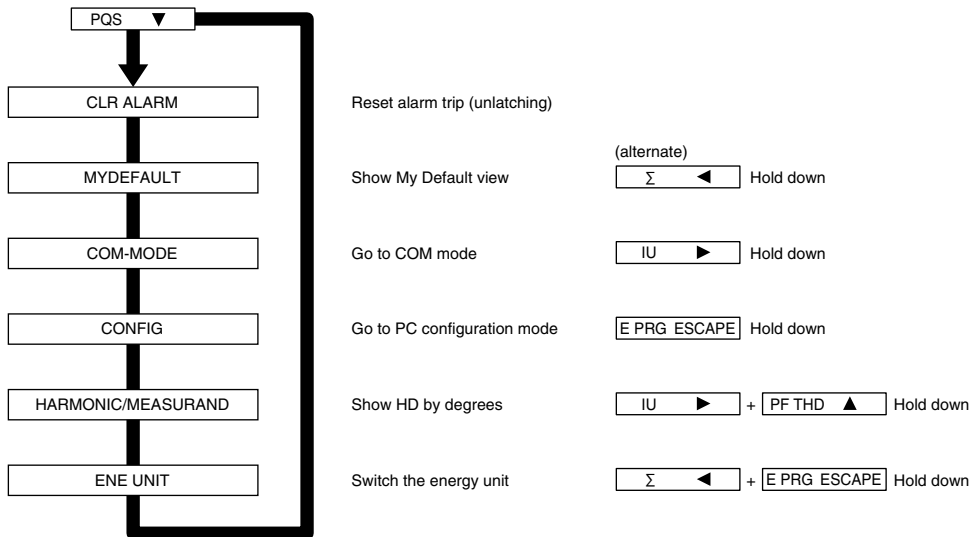 PQS ▼
CLR ALARM Reset alarm trip (unlatching)
(alternate)
MYDEFAULT Show My Default view Σ ◀ Hold down
COM-MODE Go to COM mode IU ▶ Hold down
CONFIG Go to PC configuration mode E PRG ESCAPE Hold down
HARMONIC/MEASURAND Show HD by degrees IU ▶ + PF THD ▲ Hold down
ENE UNIT Switch the energy unit Σ ◀ + E PRG ESCAPE Hold down